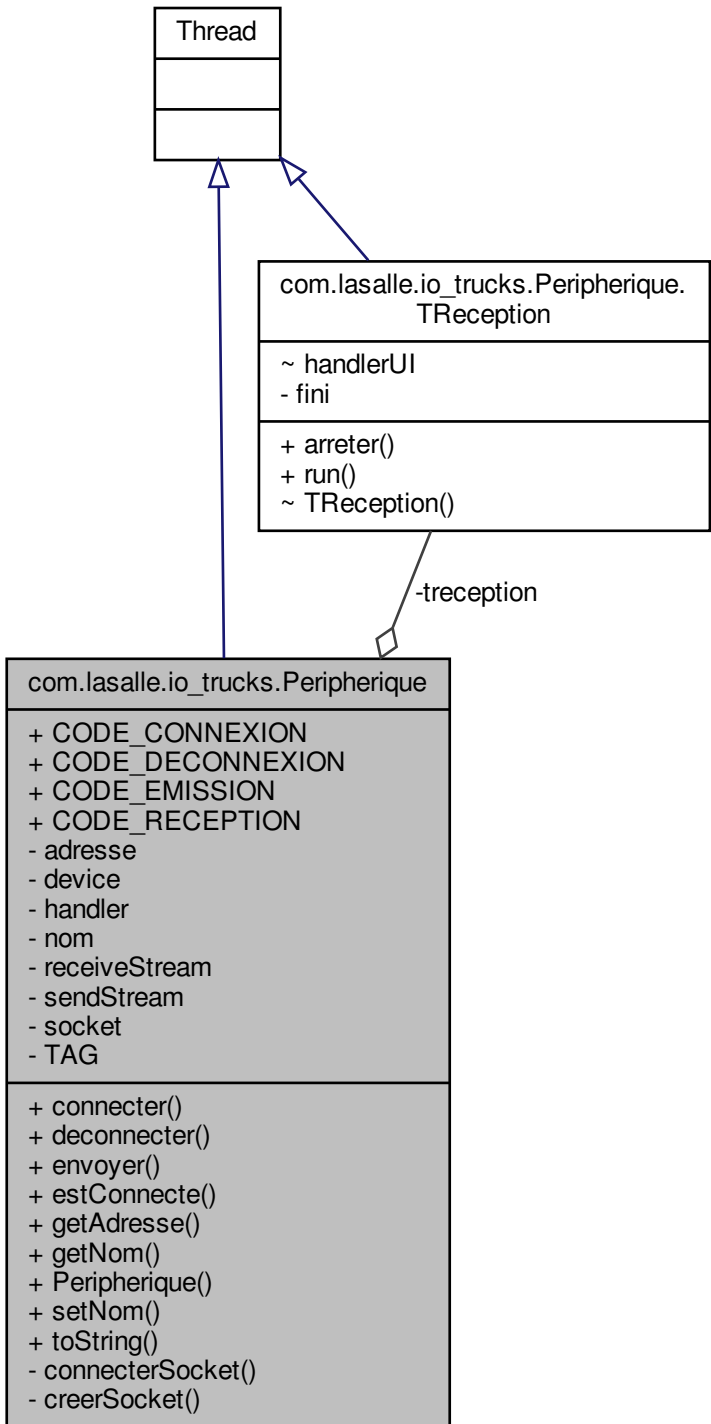 Thread
com.lasalle.io_trucks.Peripherique.
TReception
~ handlerUI
- fini
+ arreter()
+ run()
~ TReception()
-treception
com.lasalle.io_trucks.Peripherique
+ CODE_CONNEXION
+ CODE_DECONNEXION
+ CODE_EMISSION
+ CODE_RECEPTION
- adresse
- device
- handler
- nom
- receiveStream
- sendStream
- socket
- TAG
+ connecter()
+ deconnecter()
+ envoyer()
+ estConnecte()
+ getAdresse()
+ getNom()
+ Peripherique()
+ setNom()
+ toString()
- connecterSocket()
- creerSocket()